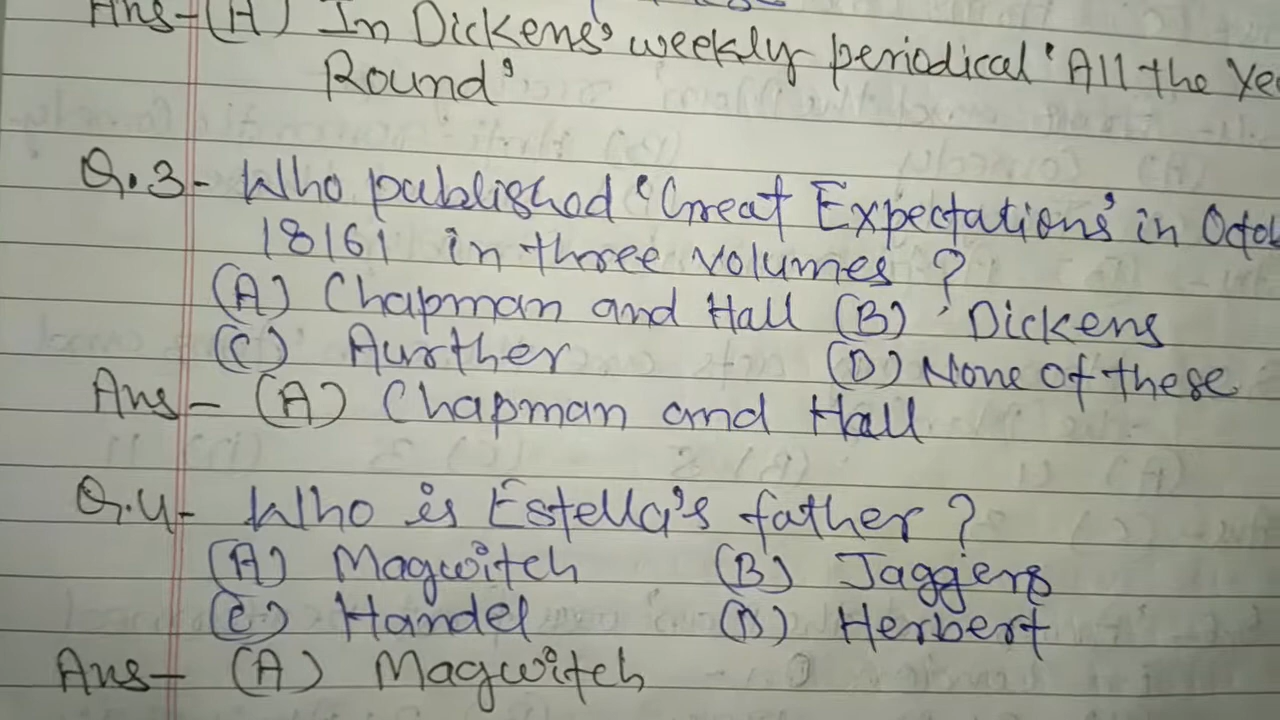 Ans-(A) In Dickens' weekly periodical 'All the Ye
Round'
Q.3- Who published 'Great Expectations' in Octo
18161 in three volumes ?
(A) Chapman and Hall (B) Dickens
(C) Aurther (D) None of these
Ans- (A) Chapman and Hall
Q.4- Who is Estella's father ?
(A) Magwitch (B) Jaggers
(C) Handel (D) Herbert
Ans- (A) Magwitch